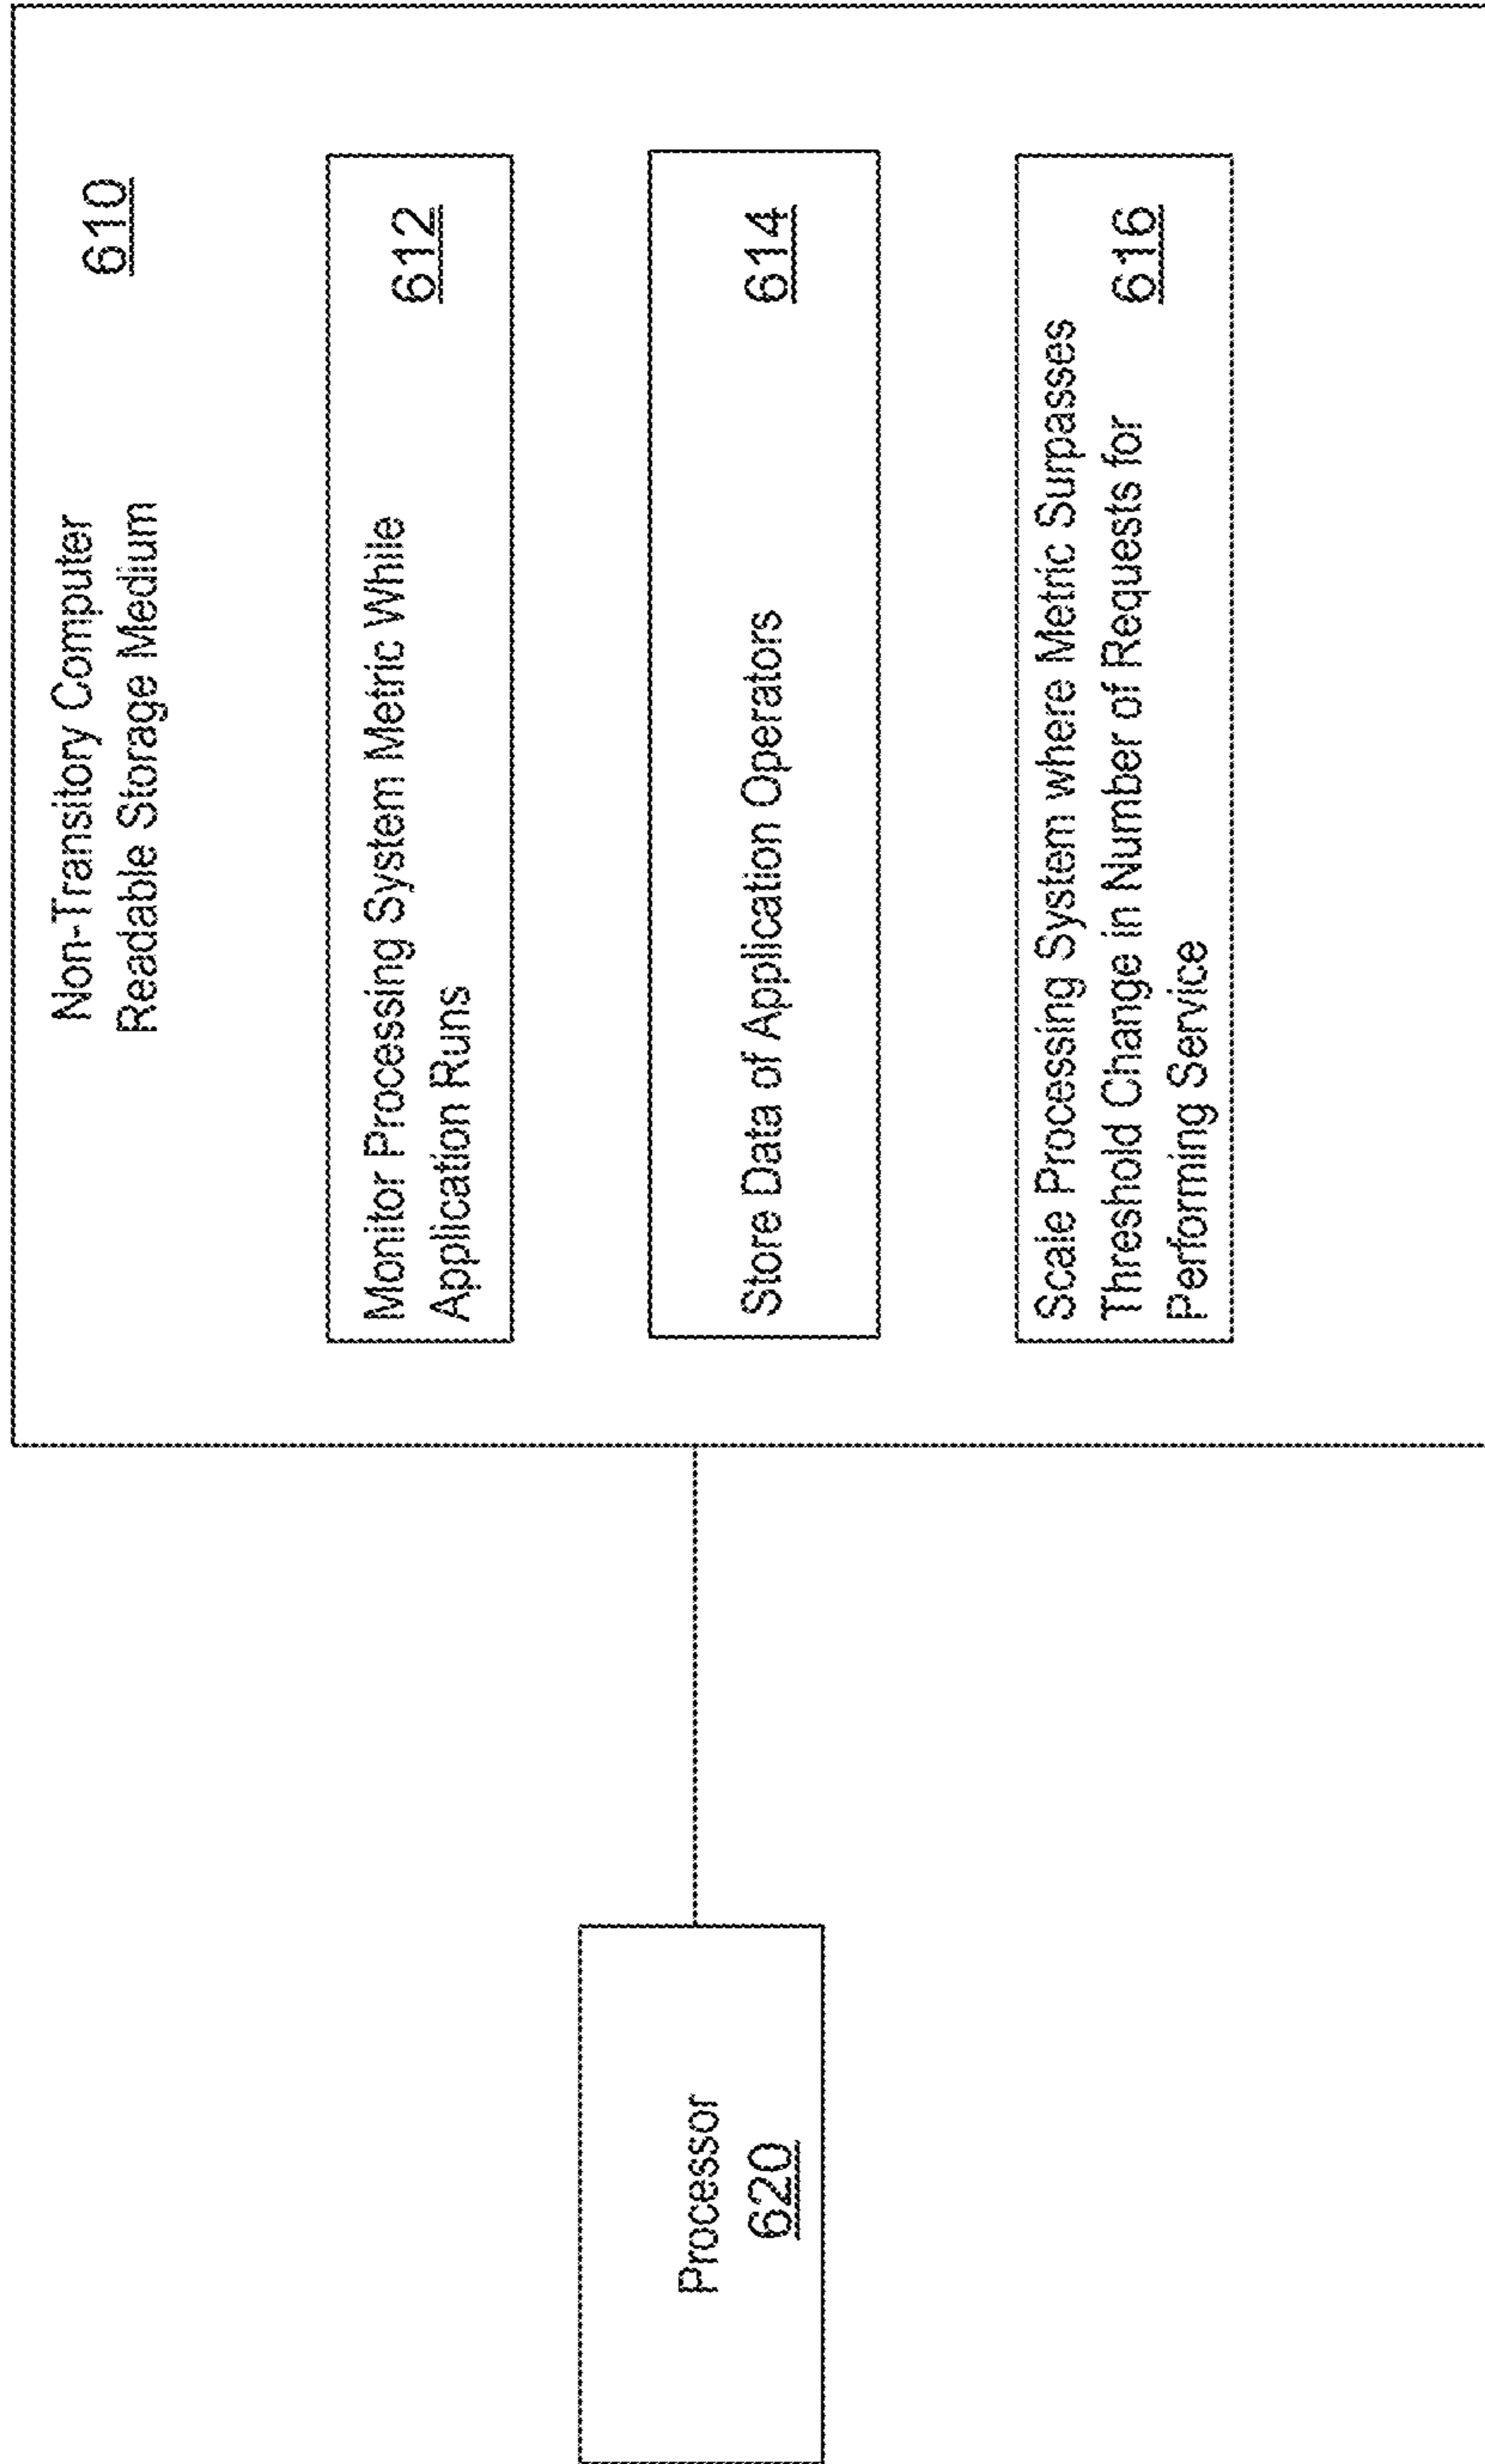 Non-Transitory Computer
Readable Storage Medium
610
Monitor Processing System Metric While
Application Runs
612
Store Data of Application Operators
614
Scale Processing System where Metric Surpasses
Threshold Change in Number of Requests for
Performing Service
616
Processor
620